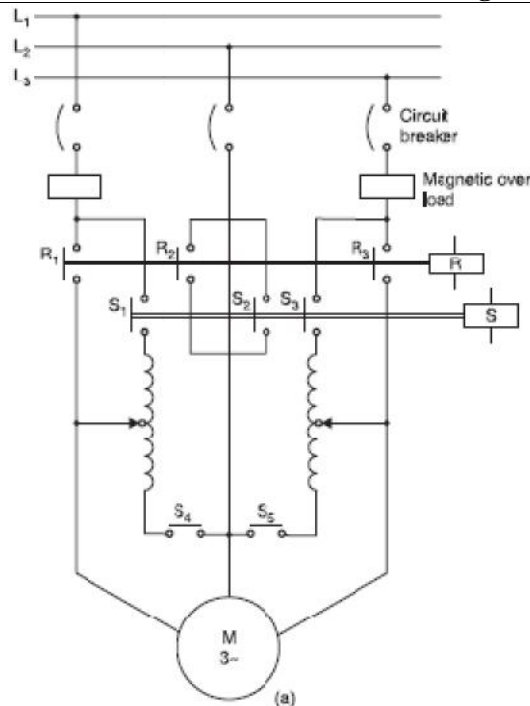 L1
L2
L3
Circuit
breaker
Magnetic over
load
R1
R2
R3
R
S1
S2
S3
S
S4
S5
M
3~
(a)